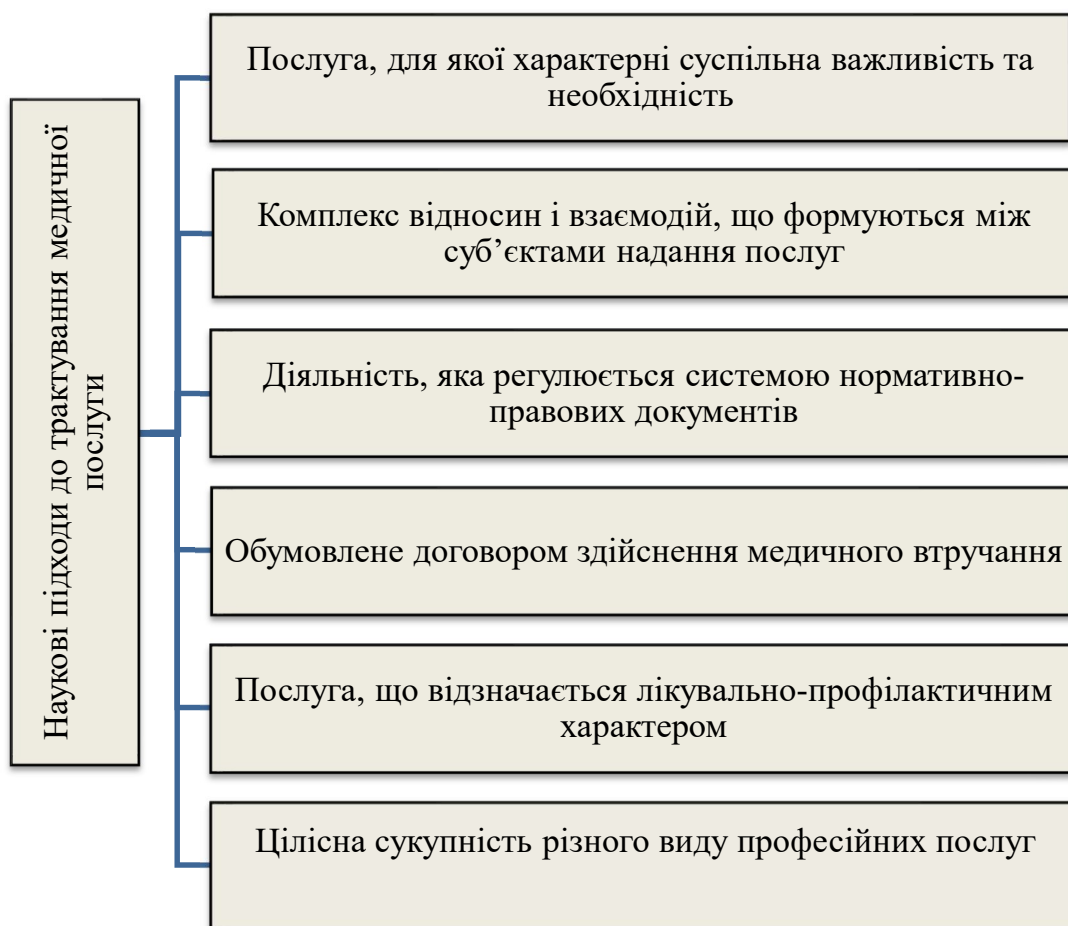 Наукові підходи до трактування медичної
послуги
Послуга, для якої характерні суспільна важливість та
необхідність
Комплекс відносин і взаємодій, що формуються між
суб’єктами надання послуг
Діяльність, яка регулюється системою нормативно-
правових документів
Обумовлене договором здійснення медичного втручання
Послуга, що відзначається лікувально-профілактичним
характером
Цілісна сукупність різного виду професійних послуг